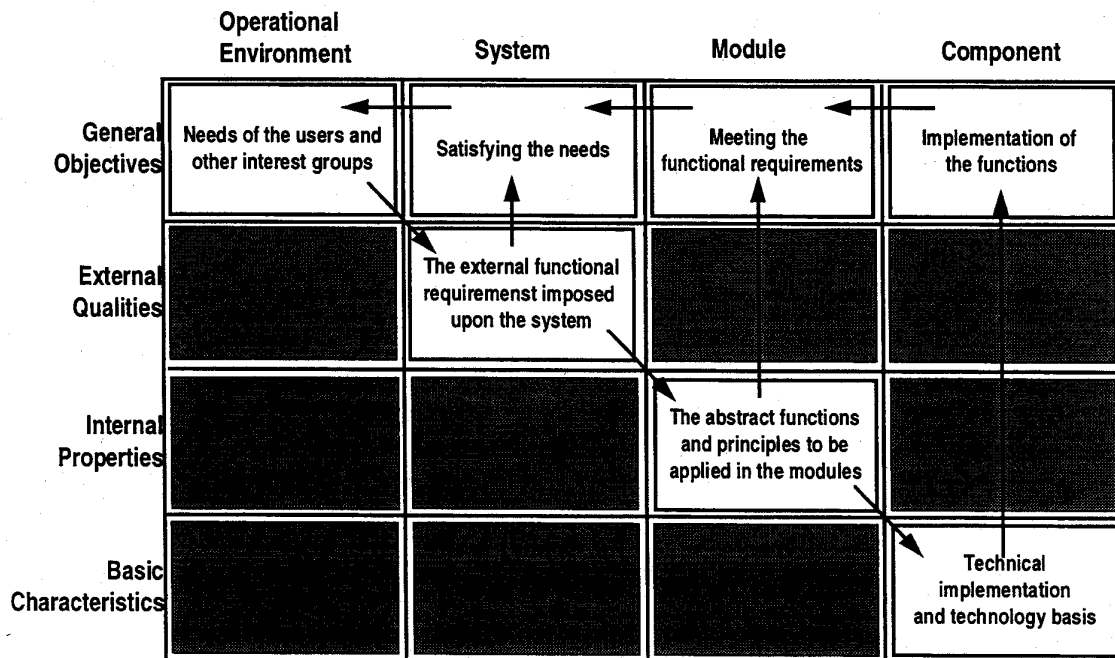 Operational
Environment
System
Module
Component
General
Objectives
Needs of the users and
other interest groups
Satisfying the needs
Meeting the
functional requirements
Implementation of
the functions
External
Qualities
The external functional
requiremenst imposed
upon the system
Internal
Properties
The abstract functions
and principles to be
applied in the modules
Basic
Characteristics
Technical
implementation
and technology basis